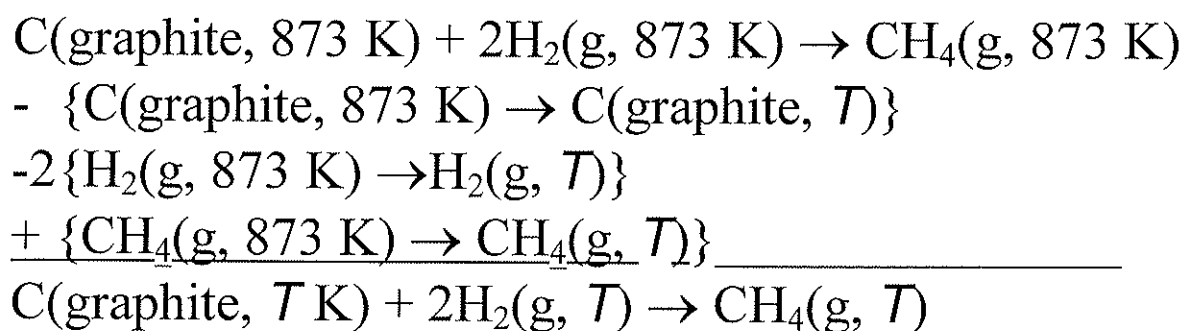 C(graphite, 873 K) + 2H₂(g, 873 K) → CH₄(g, 873 K)
- {C(graphite, 873 K) → C(graphite, T)}
-2{H₂(g, 873 K) →H₂(g, T)}
+ {CH₄(g, 873 K) → CH₄(g, T)}
C(graphite, T K) + 2H₂(g, T) → CH₄(g, T)